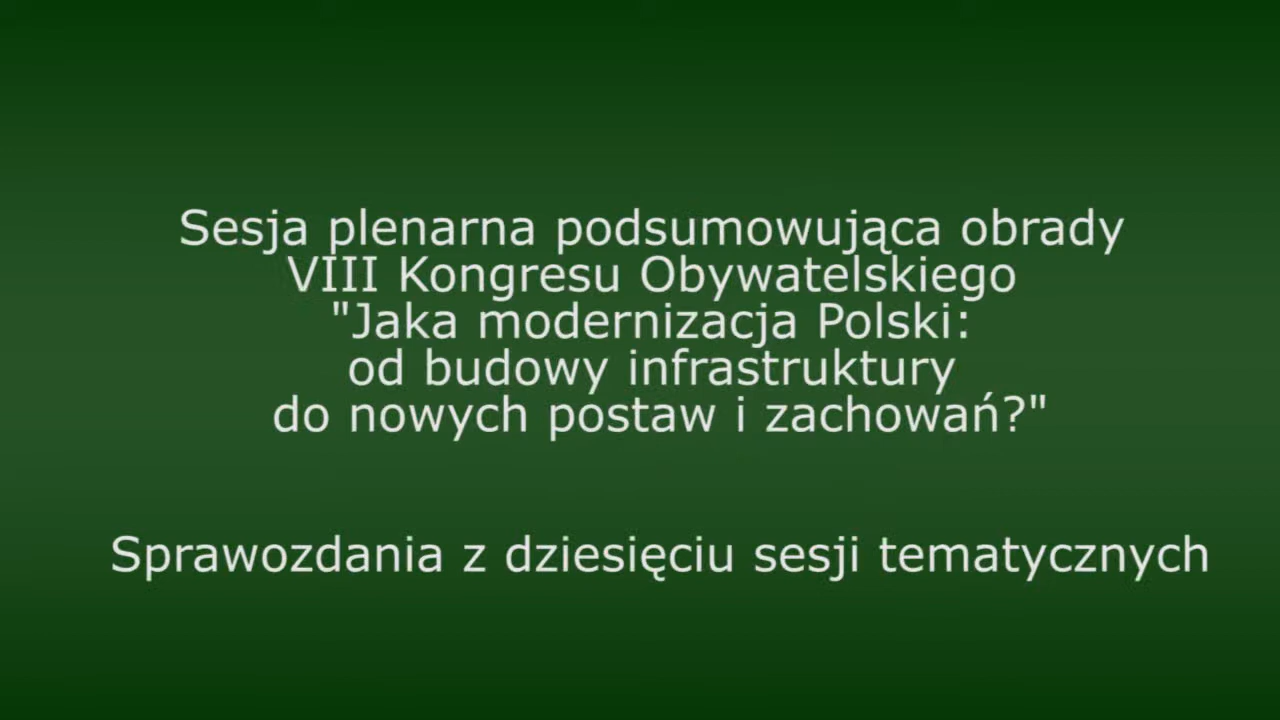 Sesja plenarna podsumowująca obrady
VIII Kongresu Obywatelskiego
"Jaka modernizacja Polski:
od budowy infrastruktury
do nowych postaw i zachowań?"
Sprawozdania z dziesięciu sesji tematycznych